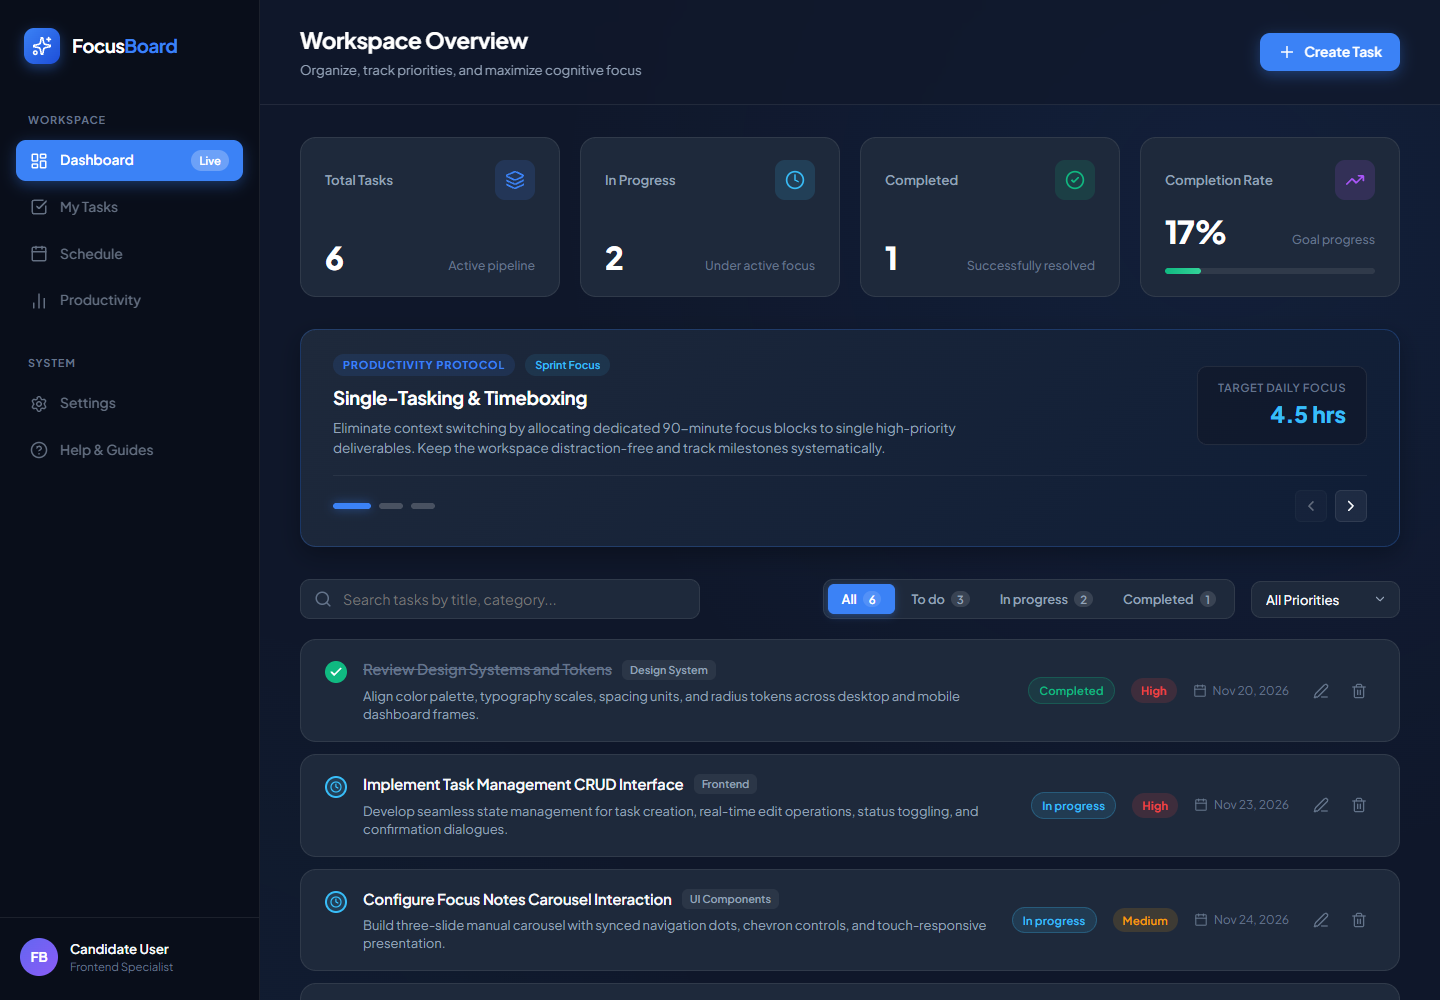 FocusBoard
WORKSPACE
Dashboard
Live
My Tasks
Schedule
Productivity
SYSTEM
Settings
Help & Guides
FB
Candidate User
Frontend Specialist
Workspace Overview
Organize, track priorities, and maximize cognitive focus
Create Task
Total Tasks
6
Active pipeline
In Progress
2
Under active focus
Completed
1
Successfully resolved
Completion Rate
17%
Goal progress
PRODUCTIVITY PROTOCOL
Sprint Focus
Single-Tasking & Timeboxing
Eliminate context switching by allocating dedicated 90-minute focus blocks to single high-priority
deliverables. Keep the workspace distraction-free and track milestones systematically.
TARGET DAILY FOCUS
4.5 hrs
Search tasks by title, category...
All 6
To do 3
In progress 2
Completed 1
All Priorities
Review Design Systems and Tokens
Design System
Align color palette, typography scales, spacing units, and radius tokens across desktop and mobile
dashboard frames.
Completed
High
Nov 20, 2026
Implement Task Management CRUD Interface
Frontend
Develop seamless state management for task creation, real-time edit operations, status toggling, and
confirmation dialogues.
In progress
High
Nov 23, 2026
Configure Focus Notes Carousel Interaction
UI Components
Build three-slide manual carousel with synced navigation dots, chevron controls, and touch-responsive
presentation.
In progress
Medium
Nov 24, 2026